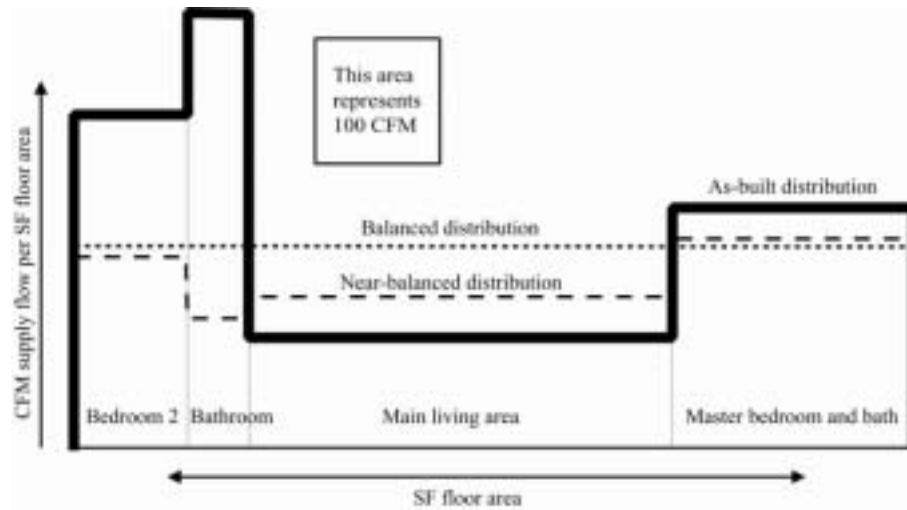 This area
represents
100 CFM
As-built distribution
Balanced distribution
Near-balanced distribution
CFM supply flow per SF floor area
Bedroom 2
Bathroom
Main living area
Master bedroom and bath
SF floor area